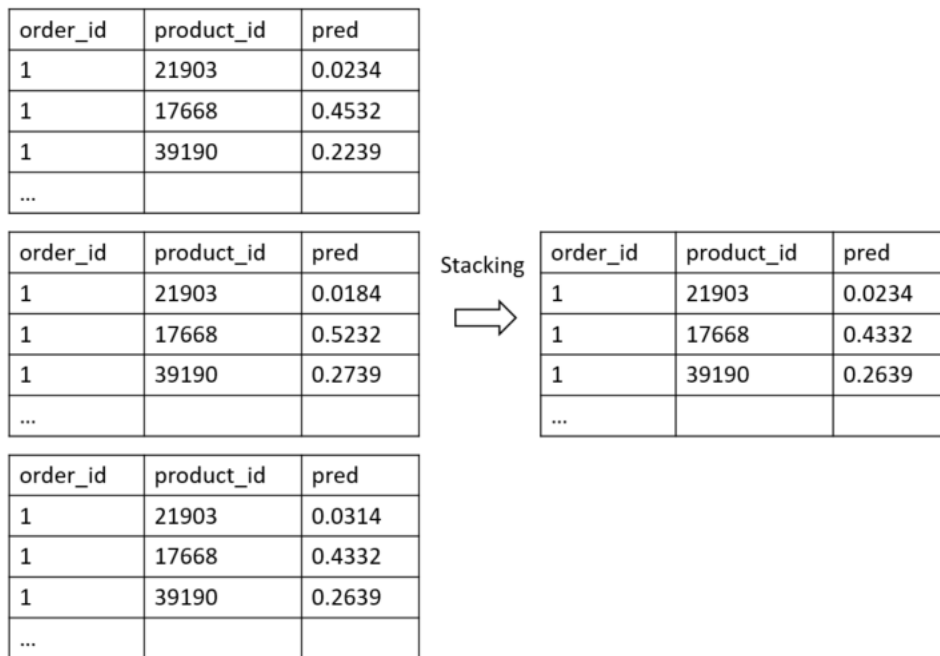 order_id product_id pred
1 21903 0.0234
1 17668 0.4532
1 39190 0.2239
...
order_id product_id pred
1 21903 0.0184
1 17668 0.5232
1 39190 0.2739
...
Stacking
order_id product_id pred
1 21903 0.0234
1 17668 0.4332
1 39190 0.2639
...
order_id product_id pred
1 21903 0.0314
1 17668 0.4332
1 39190 0.2639
...